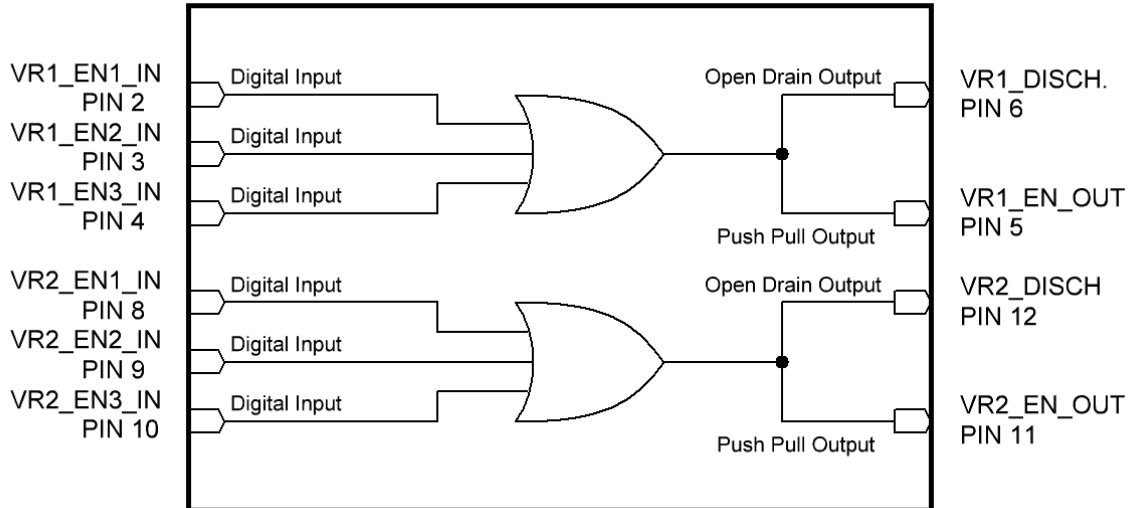 VR1_EN1_IN
PIN 2
Digital Input
Open Drain Output
VR1_DISCH.
PIN 6
VR1_EN2_IN
PIN 3
Digital Input
VR1_EN3_IN
PIN 4
Digital Input
Push Pull Output
VR1_EN_OUT
PIN 5
VR2_EN1_IN
PIN 8
Digital Input
Open Drain Output
VR2_DISCH
PIN 12
VR2_EN2_IN
PIN 9
Digital Input
VR2_EN3_IN
PIN 10
Digital Input
Push Pull Output
VR2_EN_OUT
PIN 11